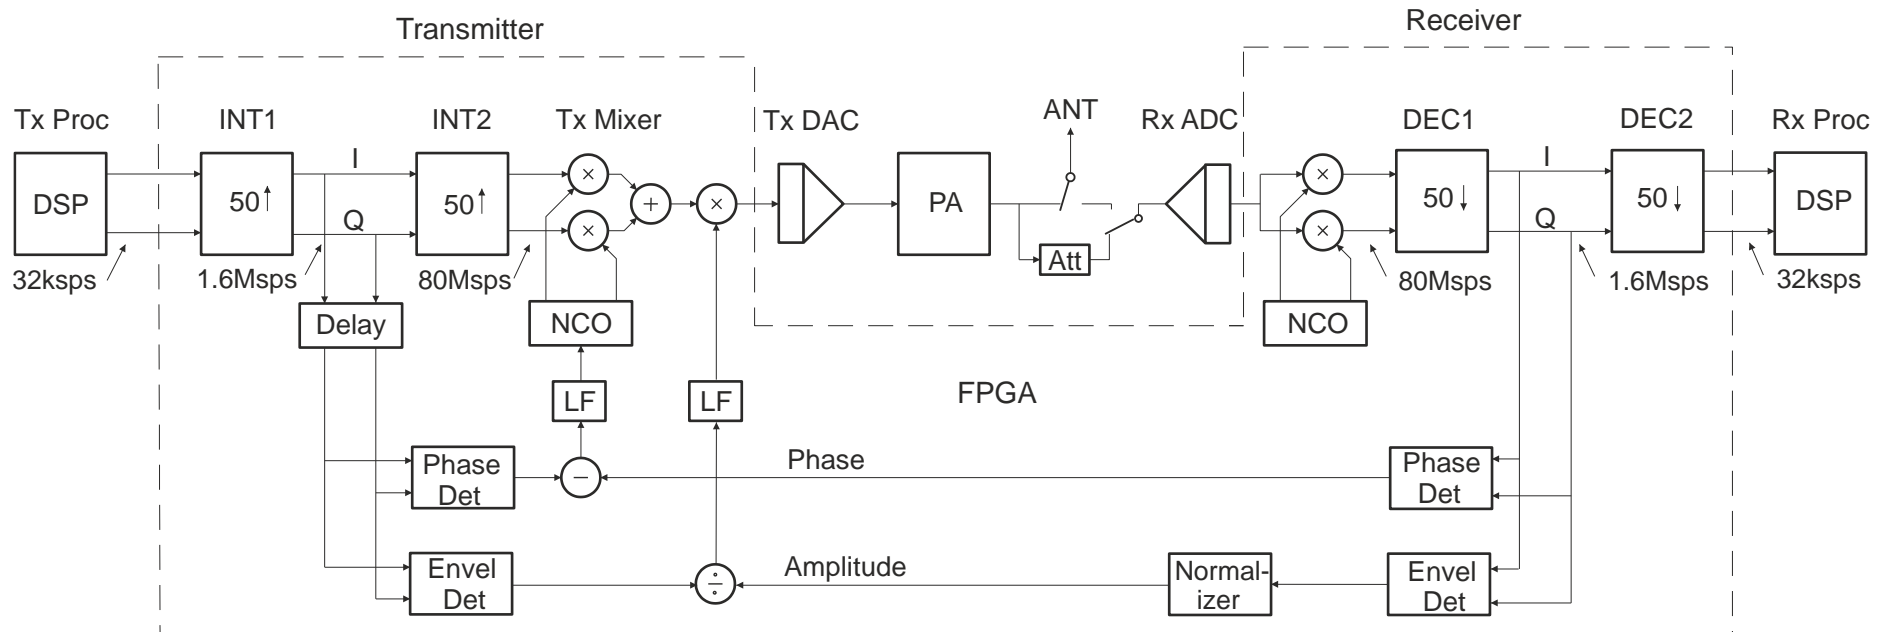 Transmitter
Receiver
Tx Proc
INT1
INT2
Tx Mixer
Tx DAC
ANT
Rx ADC
DEC1
DEC2
Rx Proc
DSP
50↑
I
Q
50↑
×
×
+
×
PA
Att
×
×
50↓
I
Q
50↓
DSP
32ksps
1.6Msps
80Msps
80Msps
1.6Msps
32ksps
Delay
NCO
NCO
LF
LF
FPGA
Phase
Det
−
Phase
Phase
Det
Envel
Det
÷
Amplitude
Normal-
izer
Envel
Det